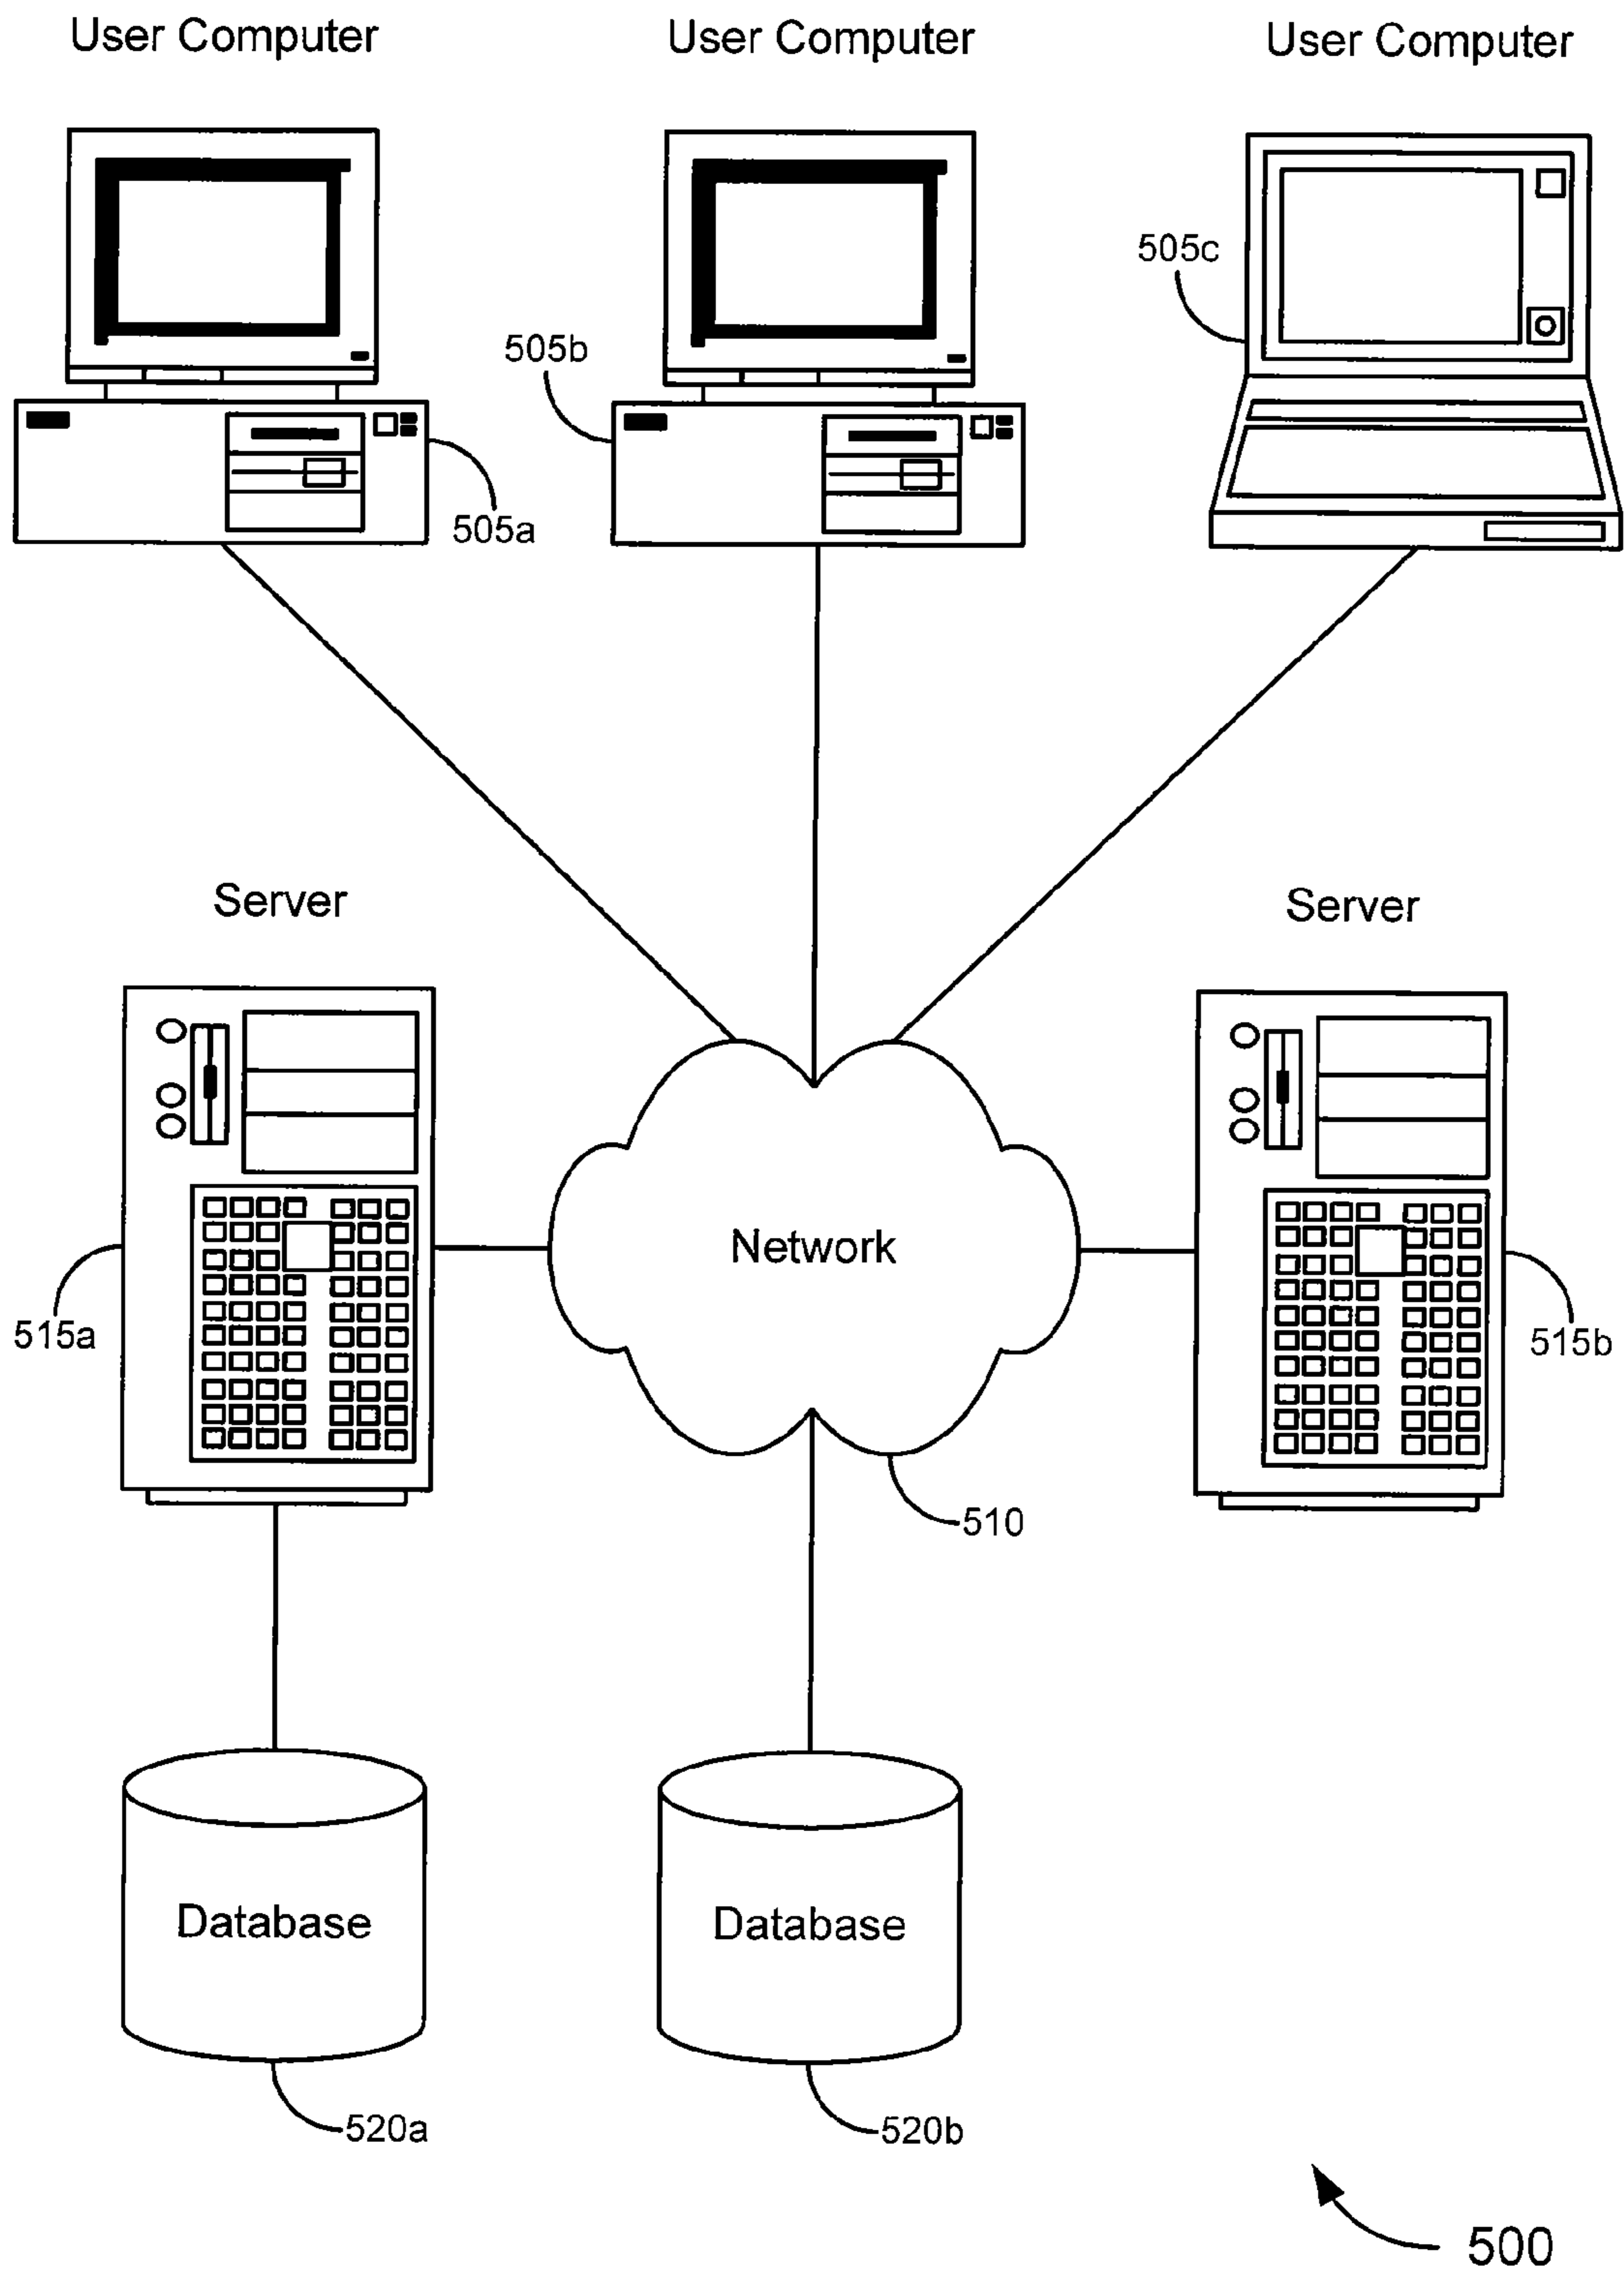 User Computer
User Computer
User Computer
505c
505b
505a
Server
Server
Network
515a
515b
510
Database
Database
520a
520b
500